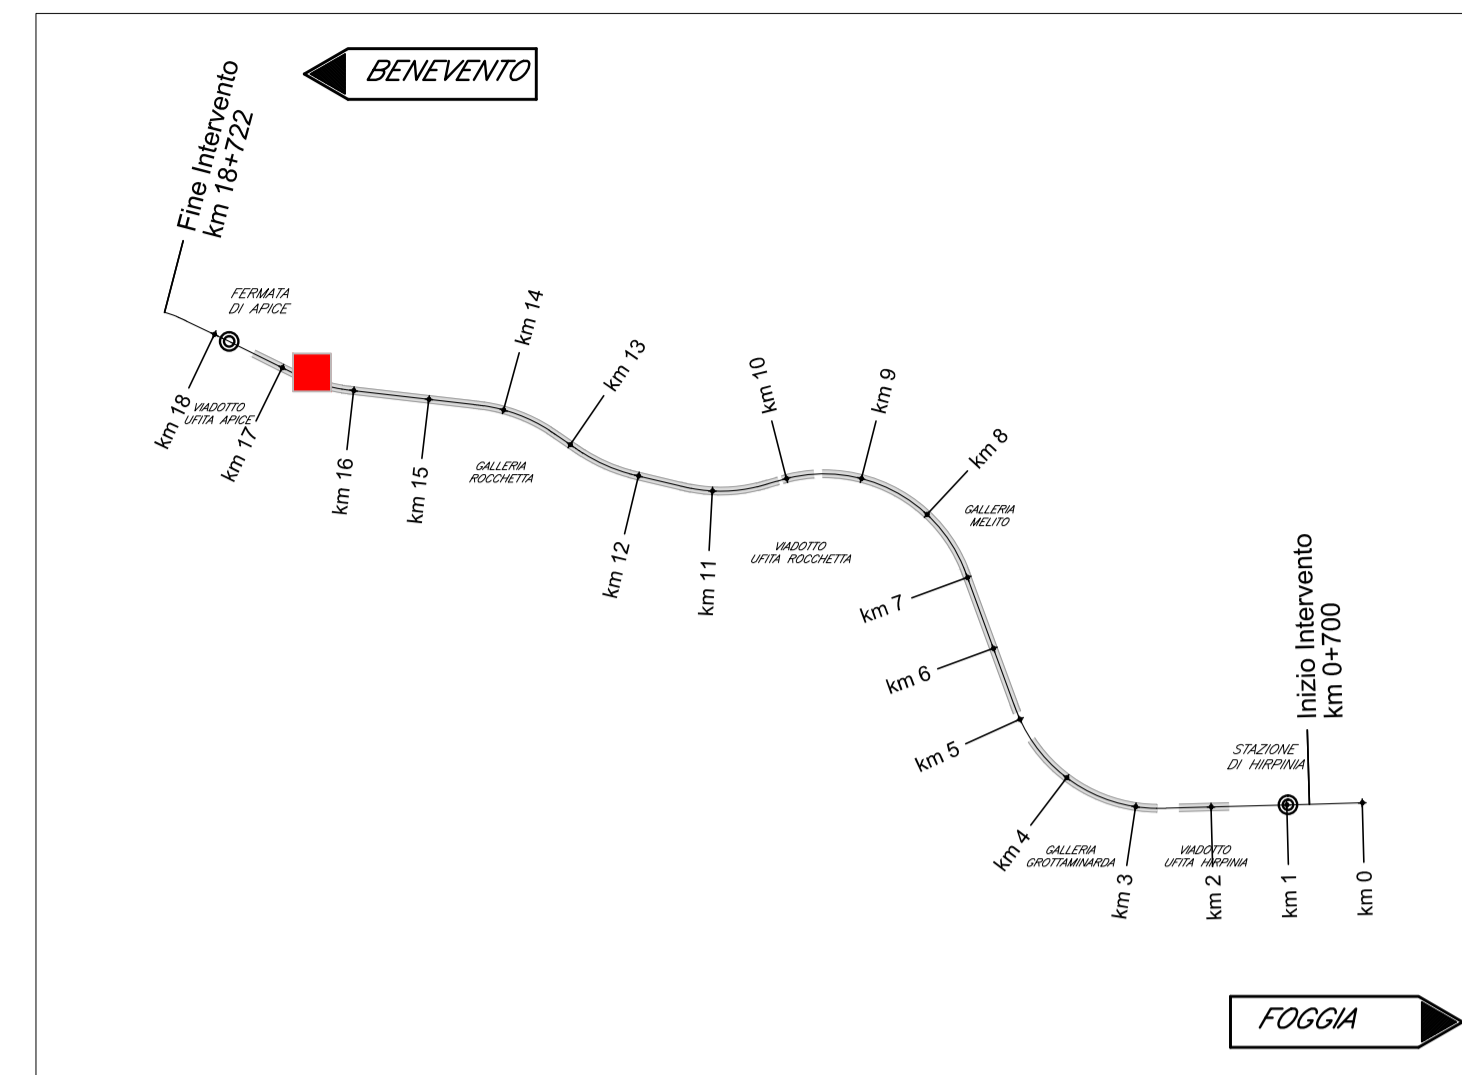 BENEVENTO
Fine Intervento
km 18+722
FERMATA
DI APICE
km 18
VIADOTTO
UFITA APICE
km 17
km 16
km 15
km 14
GALLERIA
ROCCHETTA
km 13
km 12
km 11
km 10
VIADOTTO
UFITA ROCCHETTA
km 9
km 8
GALLERIA
MELITO
km 7
km 6
km 5
km 4
GALLERIA
GROTTAMINARDA
km 3
VIADOTTO
UFITA HIRPINIA
km 2
STAZIONE
DI HIRPINIA
km 1
Inizio Intervento
km 0+700
km 0
FOGGIA